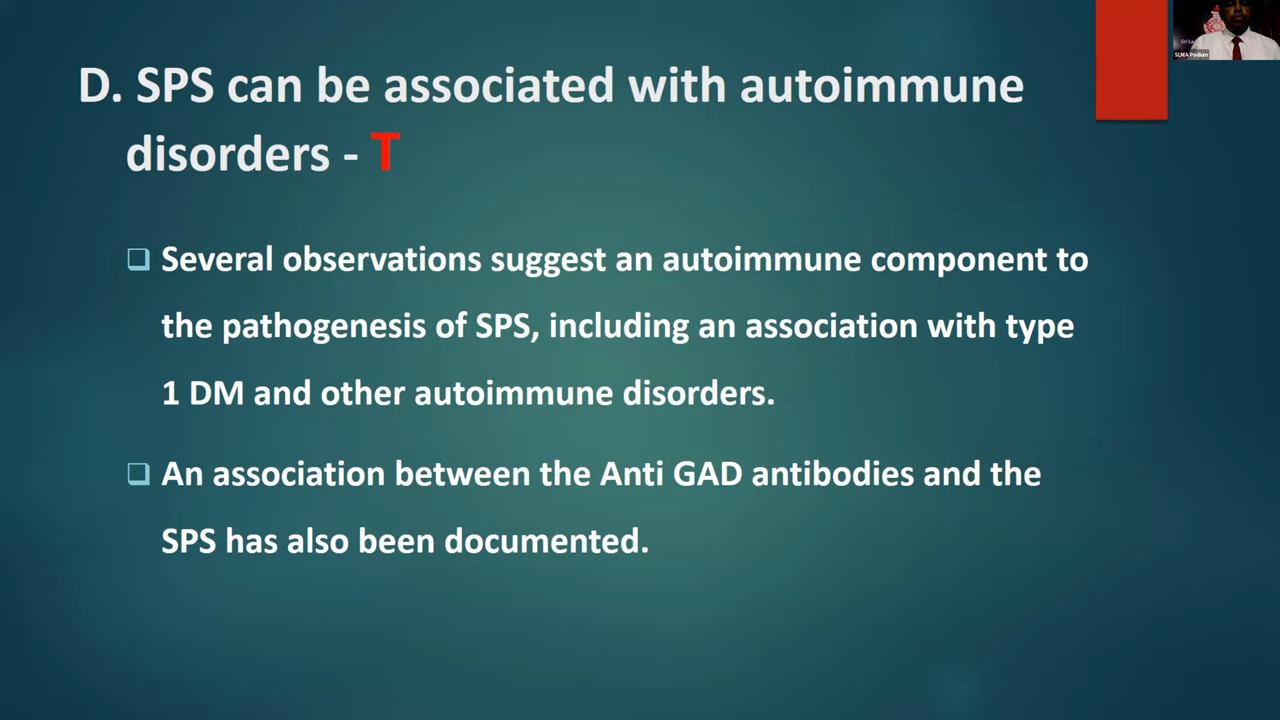 D. SPS can be associated with autoimmune
disorders - T
❑ Several observations suggest an autoimmune component to
the pathogenesis of SPS, including an association with type
1 DM and other autoimmune disorders.
❑ An association between the Anti GAD antibodies and the
SPS has also been documented.
SLMA Podium